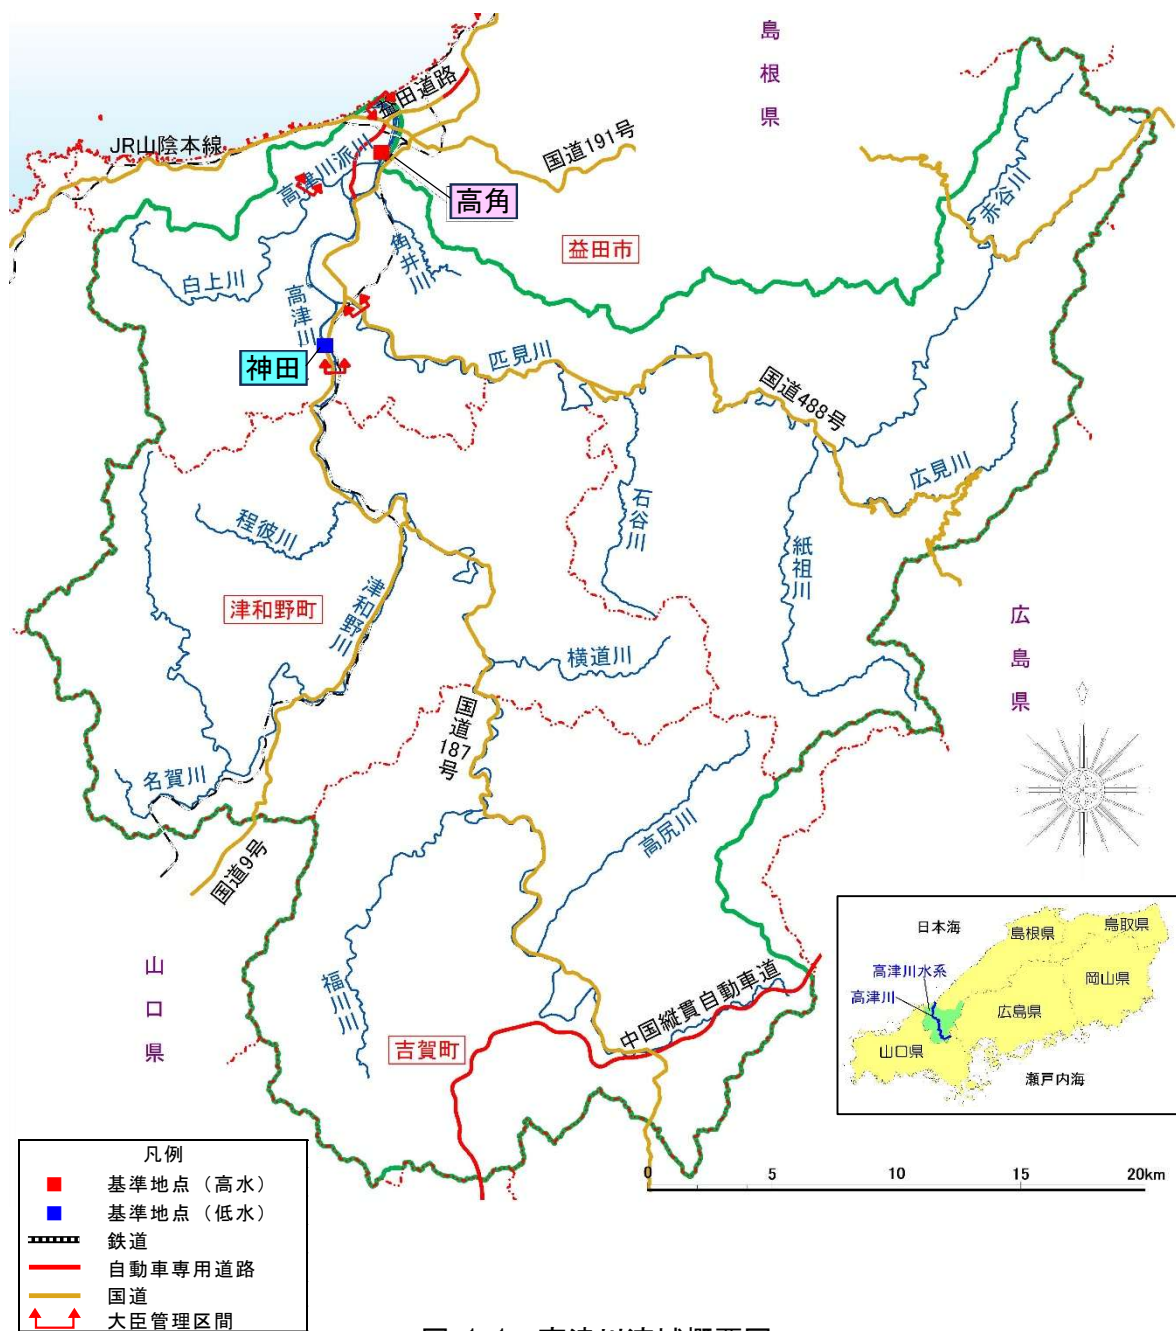 島根県
益田道路
JR山陰本線
国道191号
高津川派川
高角
赤谷川
益田市
角井川
白上川
高津川
神田
匹見川
国道488号
広見川
石谷川
程彼川
紙祖川
津和野川
津和野町
広島県
横道川
国道187号
名賀川
高尻川
国道9号
日本海
島根県
鳥取県
高津川水系
岡山県
高津川
広島県
山口県
瀬戸内海
山口県
福川川
中国縦貫自動車道
吉賀町
凡例
基準地点（高水）
基準地点（低水）
鉄道
自動車専用道路
国道
大臣管理区間
0 5 10 15 20km